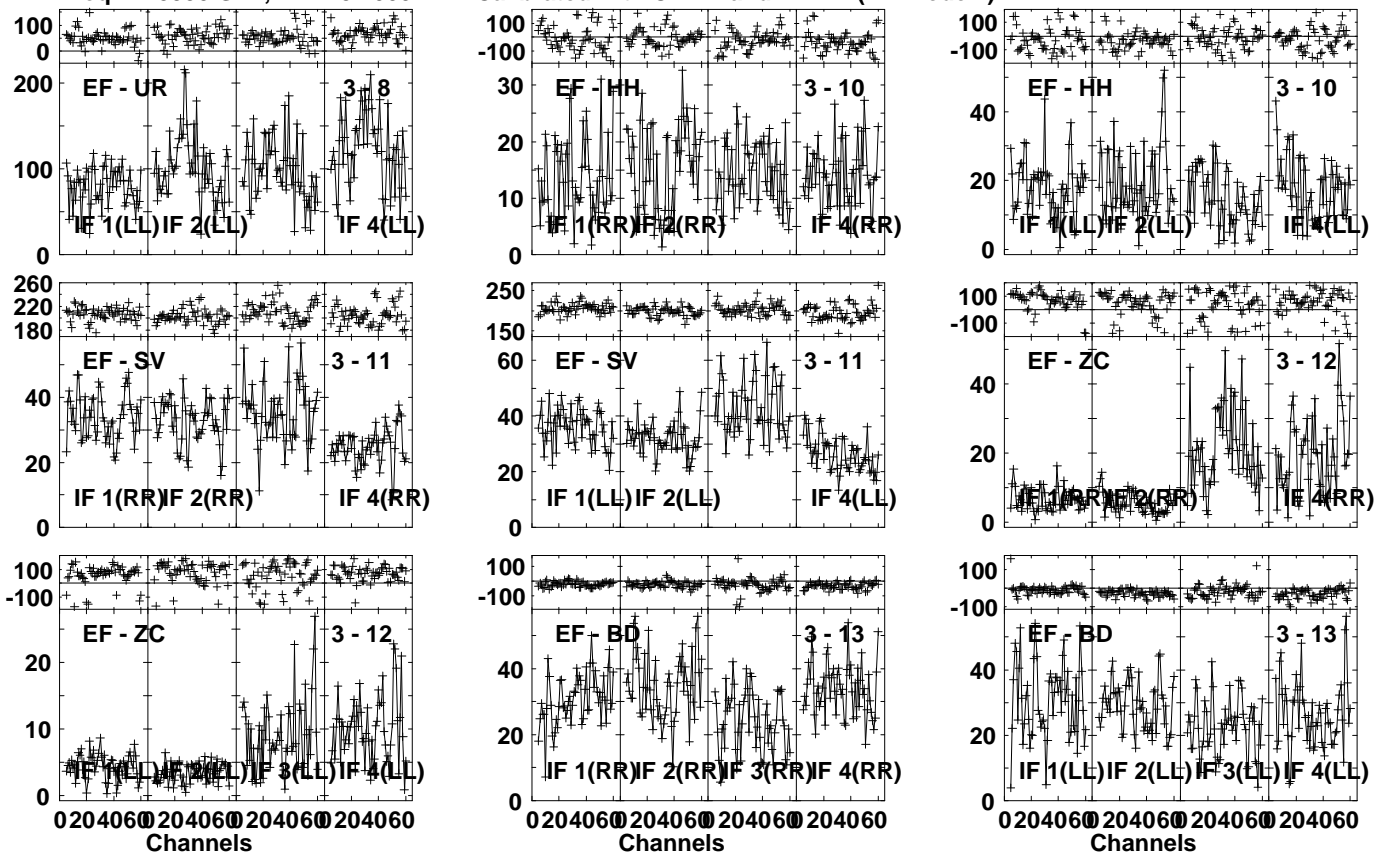 100
0
200
100
0
EF - UR
3 - 8
IF 1(LL)
IF 2(LL)
IF 4(LL)
100
-100
30
20
10
0
EF - HH
3 - 10
IF 1(RR)
IF 2(RR)
IF 4(RR)
100
-100
40
20
0
EF - HH
3 - 10
IF 1(LL)
IF 2(LL)
IF 4(LL)
260
220
180
60
40
20
0
EF - SV
3 - 11
IF 1(RR)
IF 2(RR)
IF 4(RR)
250
150
60
40
20
0
EF - SV
3 - 11
IF 1(LL)
IF 2(LL)
IF 4(LL)
100
-100
40
20
0
EF - ZC
3 - 12
IF 1(RR)
IF 2(RR)
IF 4(RR)
100
-100
20
10
0
EF - ZC
3 - 12
IF 1(LL)
IF 2(LL)
IF 3(LL)
IF 4(LL)
0 20 40 60 0 20 40 60 0 20 40 60 0 20 40 60
Channels
100
-100
40
20
0
EF - BD
3 - 13
IF 1(RR)
IF 2(RR)
IF 3(RR)
IF 4(RR)
0 20 40 60 0 20 40 60 0 20 40 60 0 20 40 60
Channels
100
-100
40
20
0
EF - BD
3 - 13
IF 1(LL)
IF 2(LL)
IF 3(LL)
IF 4(LL)
0 20 40 60 0 20 40 60 0 20 40 60 0 20 40 60
Channels